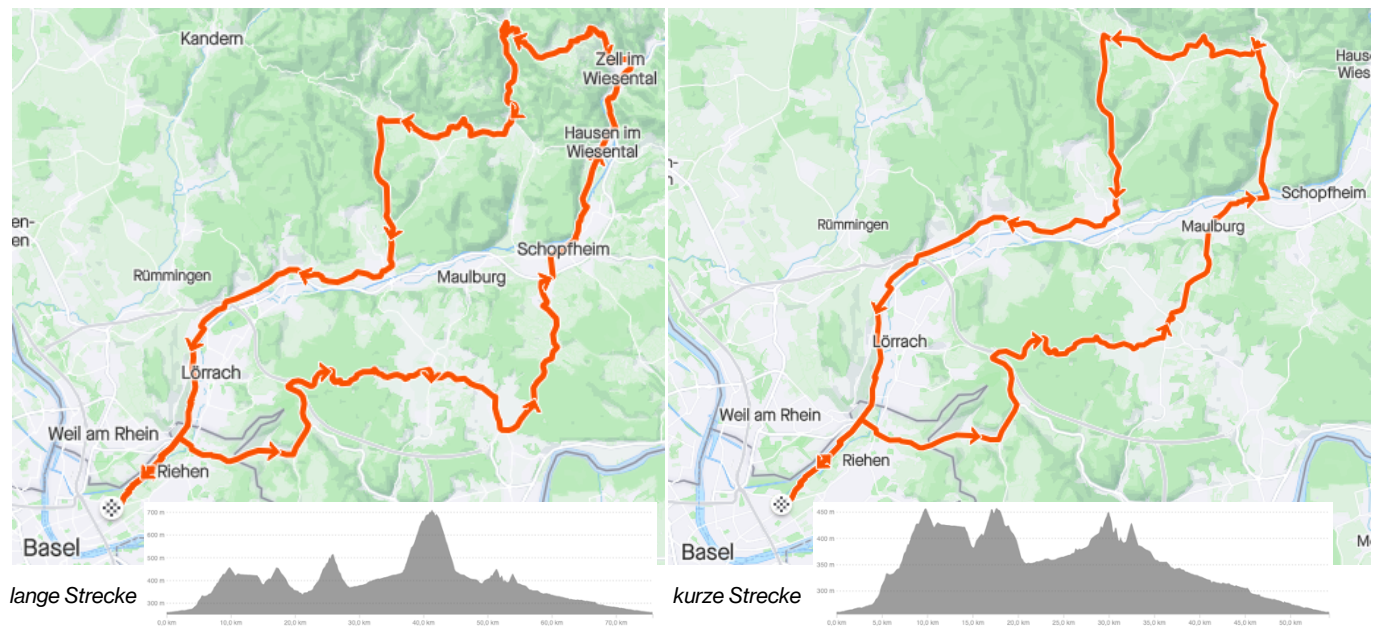 Kandern
Zell im
Wiesental
Hausen im
Wiesental
en-
en
Schopfheim
Rümmingen
Maulburg
Lörrach
Weil am Rhein
Riehen
Basel
700 m
600 m
500 m
400 m
300 m
lange Strecke
0,0 km 10,0 km 20,0 km 30,0 km 40,0 km 50,0 km 60,0 km 70,0 km
Haus
Wies
n-
n
Schopfheim
Rümmingen
Maulburg
Lörrach
Weil am Rhein
Riehen
Basel
M
450 m
400 m
350 m
300 m
kurze Strecke
0,0 km 5,0 km 10,0 km 15,0 km 20,0 km 25,0 km 30,0 km 35,0 km 40,0 km 45,0 km 50,0 km